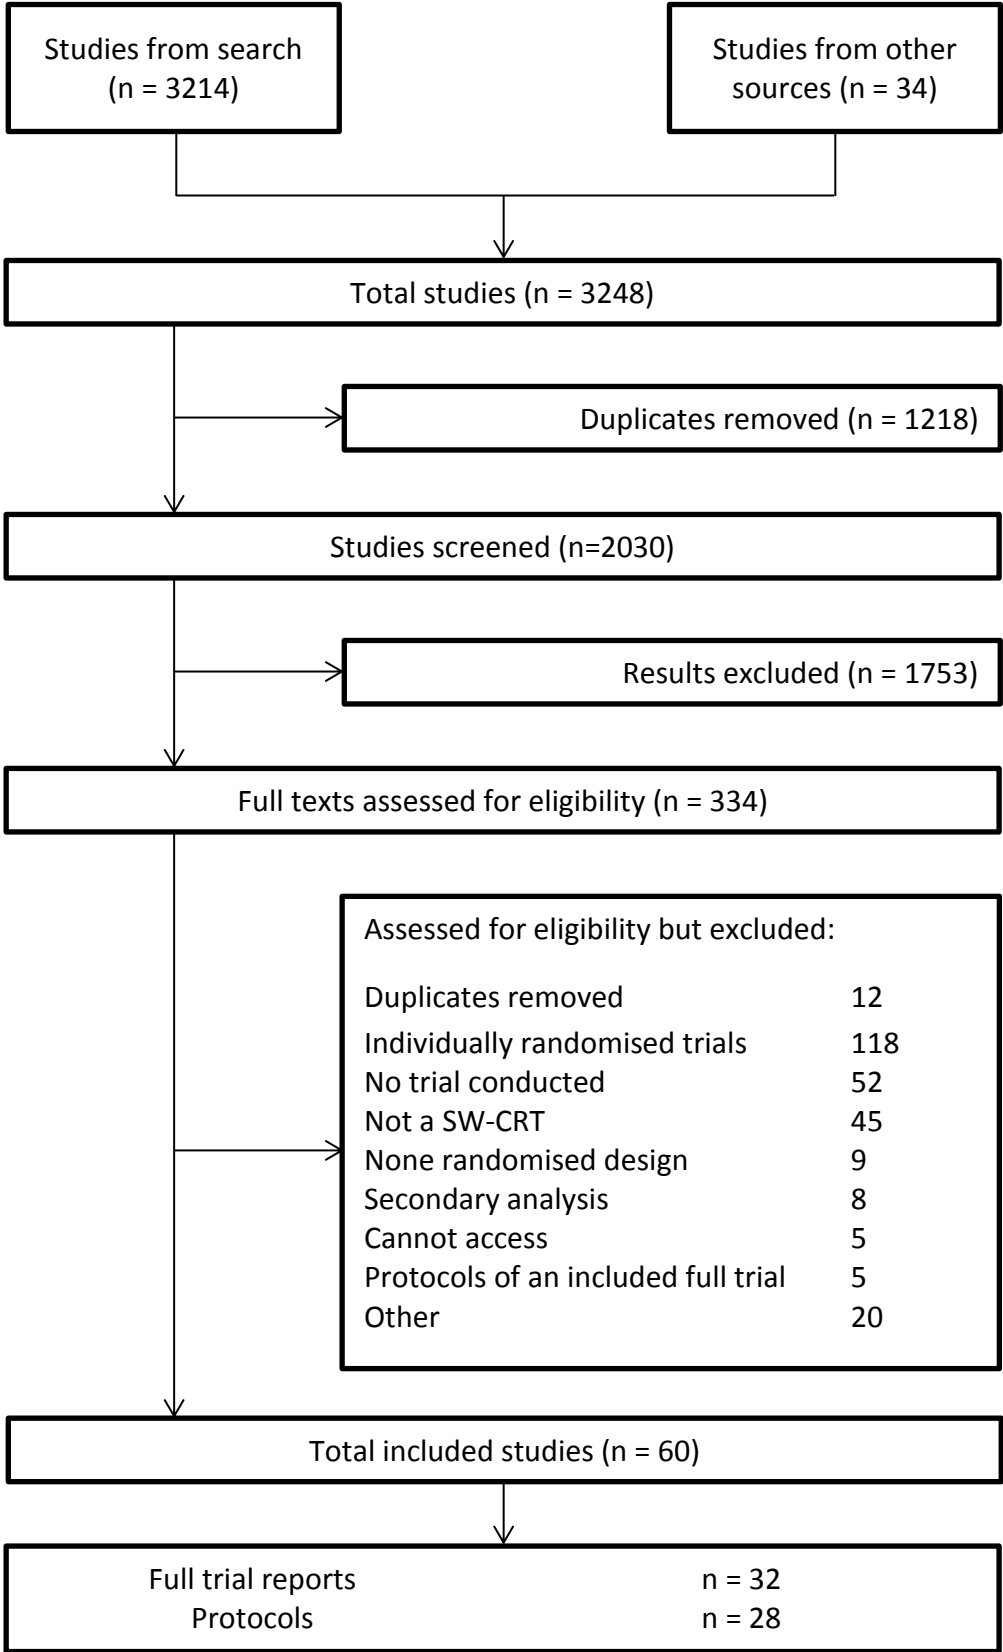 Studies from search
(n = 3214)
Studies from other
sources (n = 34)
Total studies (n = 3248)
Duplicates removed (n = 1218)
Studies screened (n=2030)
Results excluded (n = 1753)
Full texts assessed for eligibility (n = 334)
Assessed for eligibility but excluded:
Duplicates removed 12
Individually randomised trials 118
No trial conducted 52
Not a SW-CRT 45
None randomised design 9
Secondary analysis 8
Cannot access 5
Protocols of an included full trial 5
Other 20
Total included studies (n = 60)
Full trial reports n = 32
Protocols n = 28